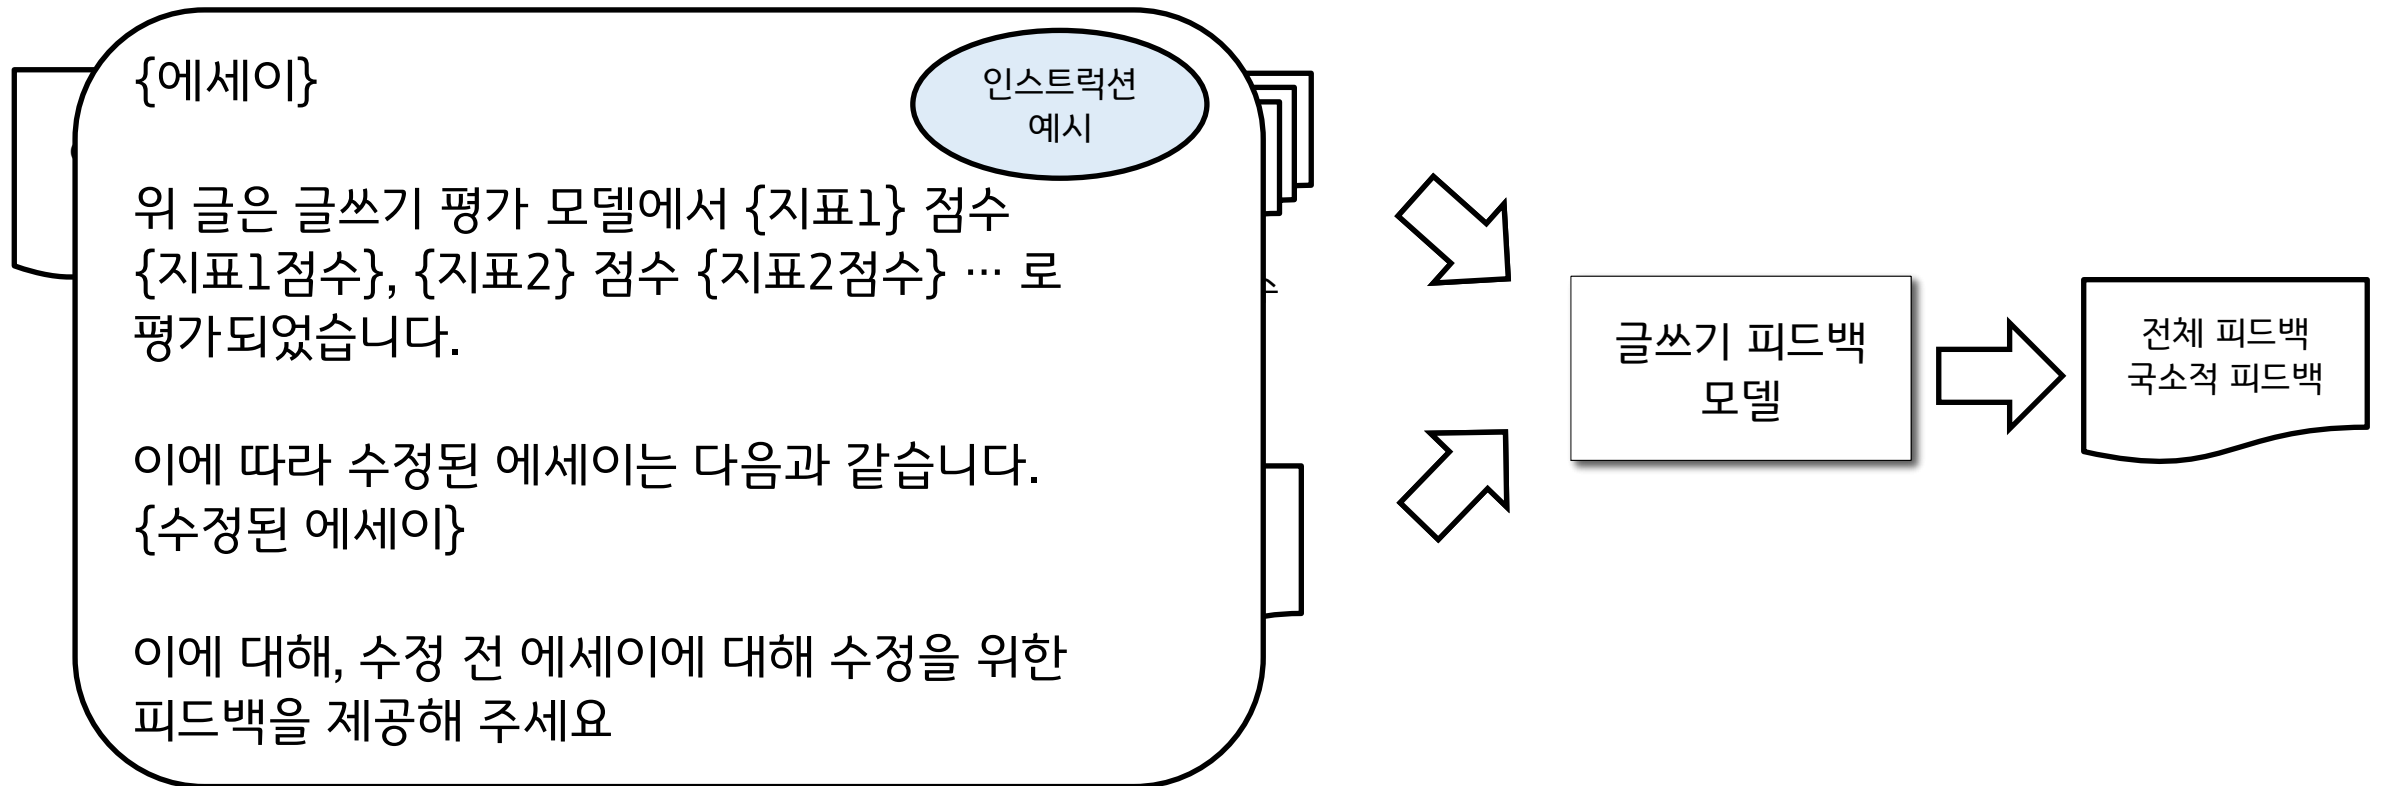 {에세이}
인스트럭션
예시
위 글은 글쓰기 평가 모델에서 {지표1} 점수
{지표1점수}, {지표2} 점수 {지표2점수} … 로
평가되었습니다.
이에 따라 수정된 에세이는 다음과 같습니다.
{수정된 에세이}
이에 대해, 수정 전 에세이에 대해 수정을 위한
피드백을 제공해 주세요
글쓰기 피드백
모델
전체 피드백
국소적 피드백